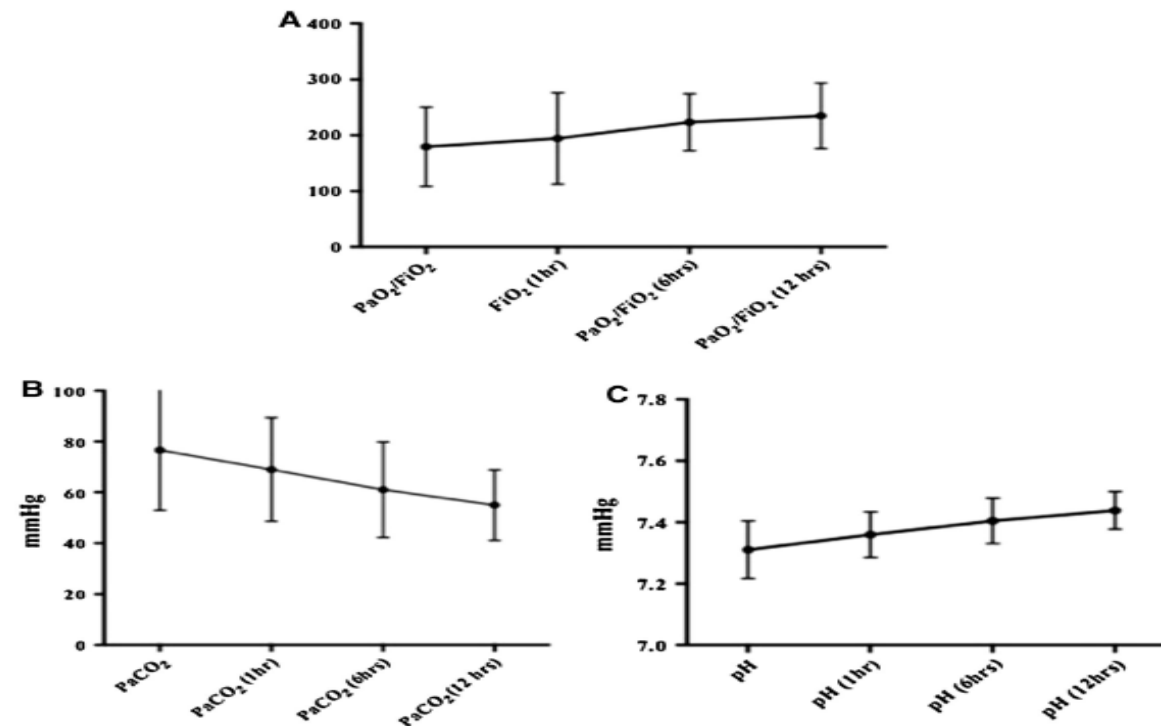 A
400
300
200
100
0
PaO₂/FiO₂
FiO₂ (1hr)
PaO₂/FiO₂ (6hrs)
PaO₂/FiO₂ (12 hrs)
B
mmHg
100
80
60
40
20
0
PaCO₂
PaCO₂ (1hr)
PaCO₂ (6hrs)
PaCO₂ (12 hrs)
C
mmHg
7.8
7.6
7.4
7.2
7.0
pH
pH (1hr)
pH (6hrs)
pH (12hrs)